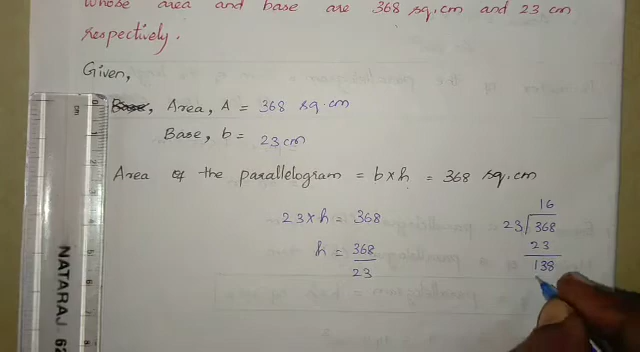 whose area and base are 368 sq.cm and 23 cm
respectively.
Given,
Base, Area, A = 368 sq.cm
Base, b = 23 cm
Area of the parallelogram = b×h = 368 sq.cm
23×h = 368
h = 368
23
16
23 368
23
138
cm
NATARAJ 62